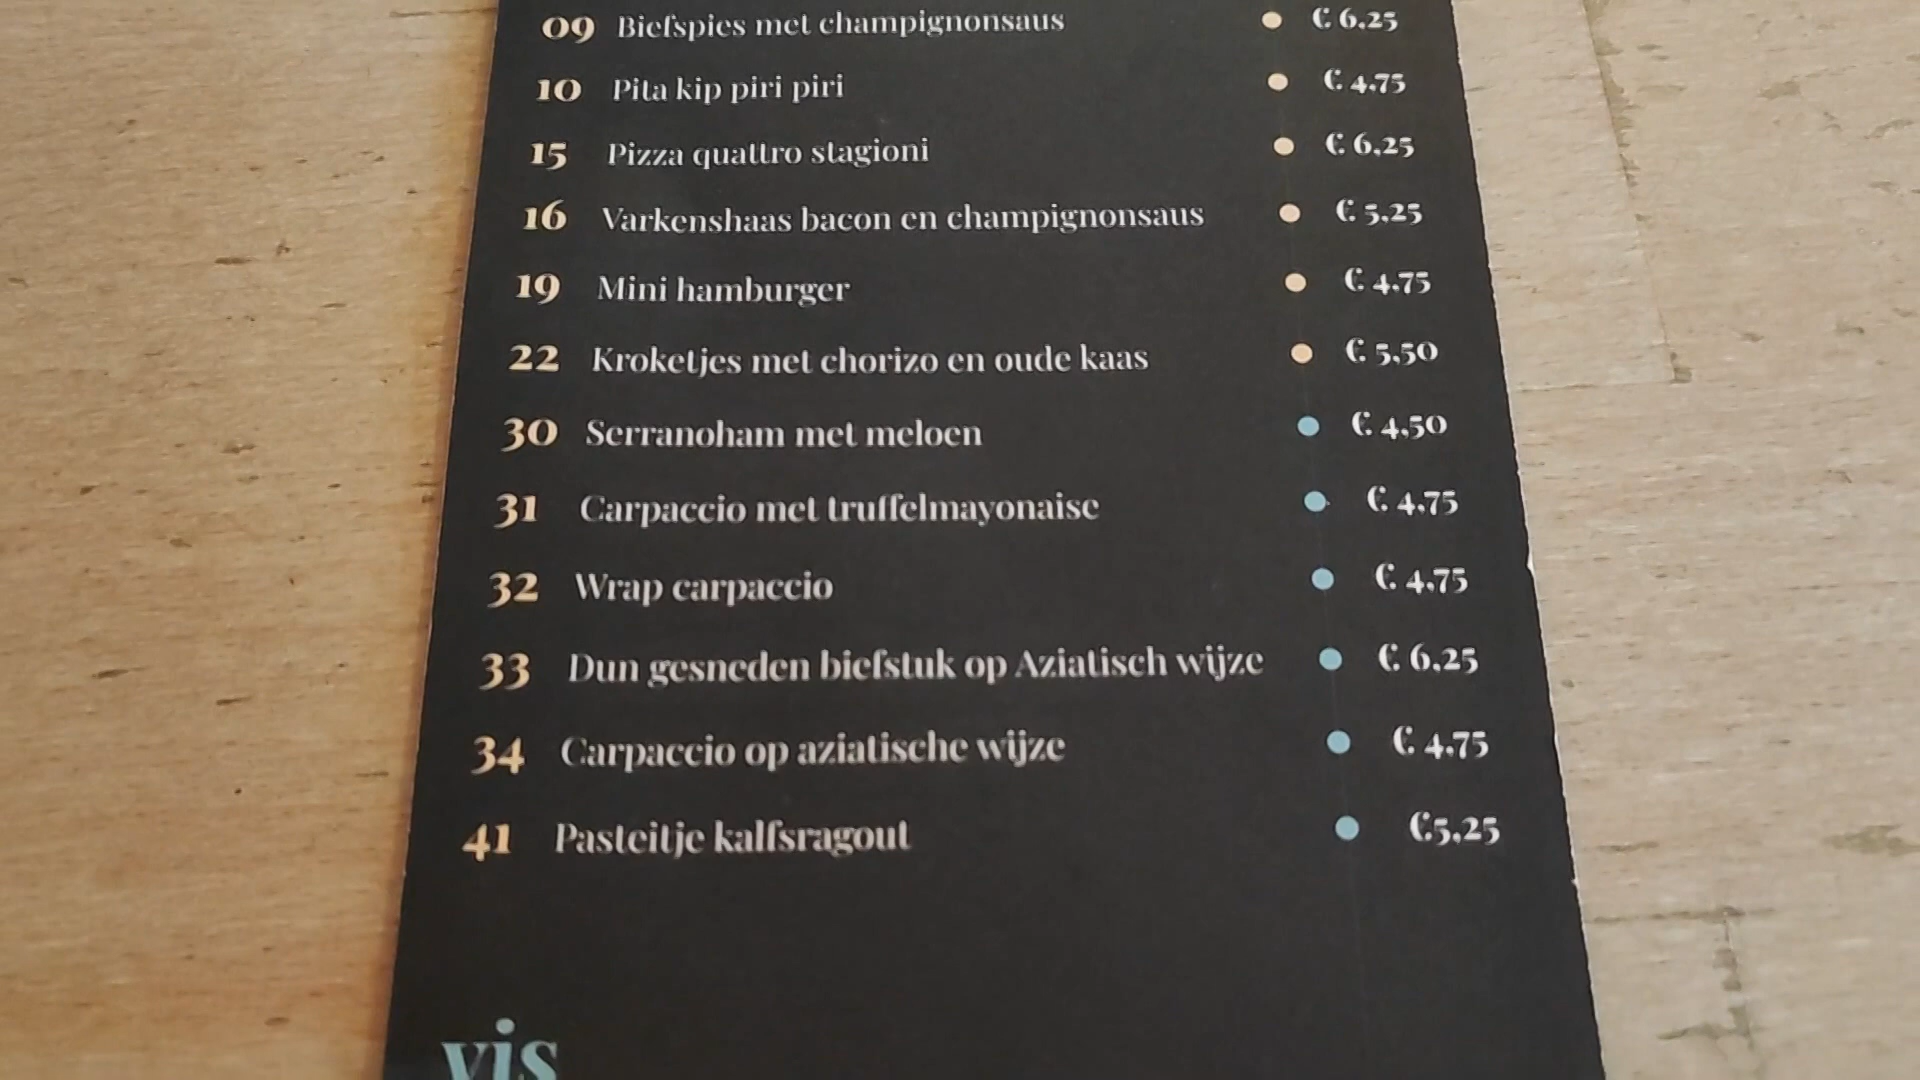 09 Biefspies met champignonsaus € 6,25
10 Pita kip piri piri € 4,75
15 Pizza quattro stagioni € 6,25
16 Varkenshaas bacon en champignonsaus € 5,25
19 Mini hamburger € 4,75
22 Kroketjes met chorizo en oude kaas € 5,50
30 Serranoham met meloen € 4,50
31 Carpaccio met truffelmayonaise € 4,75
32 Wrap carpaccio € 4,75
33 Dun gesneden biefstuk op Aziatisch wijze € 6,25
34 Carpaccio op aziatische wijze € 4,75
41 Pasteitje kalfsragout €5,25
vis